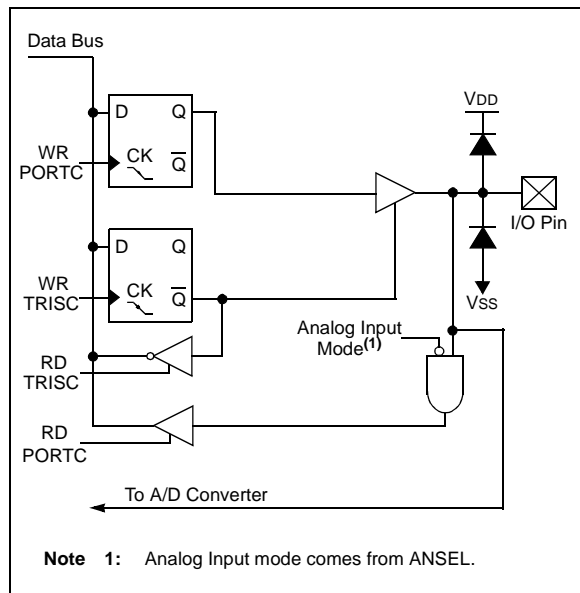 Data Bus
D Q
WR
PORTC
CK
Q
VDD
I/O Pin
D Q
WR
TRISC
CK
Q
VSS
Analog Input
Mode(1)
RD
TRISC
RD
PORTC
To A/D Converter
Note 1: Analog Input mode comes from ANSEL.